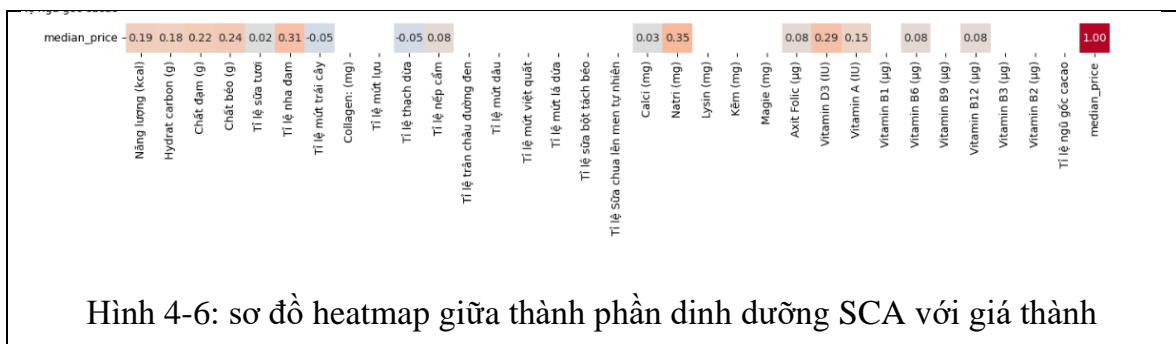 median_price
0.19 0.18 0.22 0.24 0.02 0.31 -0.05 -0.05 0.08 0.03 0.35 0.08 0.29 0.15 0.08 0.08 1.00
Năng lượng (kcal)
Hydrat carbon (g)
Chất đạm (g)
Chất béo (g)
Tỉ lệ sữa tươi
Tỉ lệ nha đam
Tỉ lệ mứt trái cây
Collagen: (mg)
Tỉ lệ mứt lựu
Tỉ lệ thạch dừa
Tỉ lệ nếp cẩm
Tỉ lệ trân châu đường đen
Tỉ lệ mứt dâu
Tỉ lệ mứt việt quất
Tỉ lệ mứt lá dứa
Tỉ lệ sữa bột tách béo
Tỉ lệ Sữa chua lên men tự nhiên
Calci (mg)
Natri (mg)
Lysin (mg)
Kẽm (mg)
Magie (mg)
Axit Folic (µg)
Vitamin D3 (IU)
Vitamin A (IU)
Vitamin B1 (µg)
Vitamin B6 (µg)
Vitamin B9 (µg)
Vitamin B12 (µg)
Vitamin B3 (µg)
Vitamin B2 (µg)
Tỉ lệ ngũ gốc cacao
median_price
Hình 4-6: sơ đồ heatmap giữa thành phần dinh dưỡng SCA với giá thành